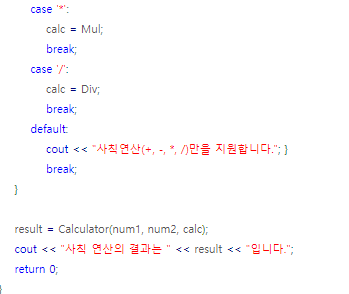 case '*':
calc = Mul;
break;
case '/':
calc = Div;
break;
default:
cout << "사칙연산(+, -, *, /)만을 지원합니다."; }
break;
}
result = Calculator(num1, num2, calc);
cout << "사칙 연산의 결과는 " << result << "입니다.";
return 0;
}